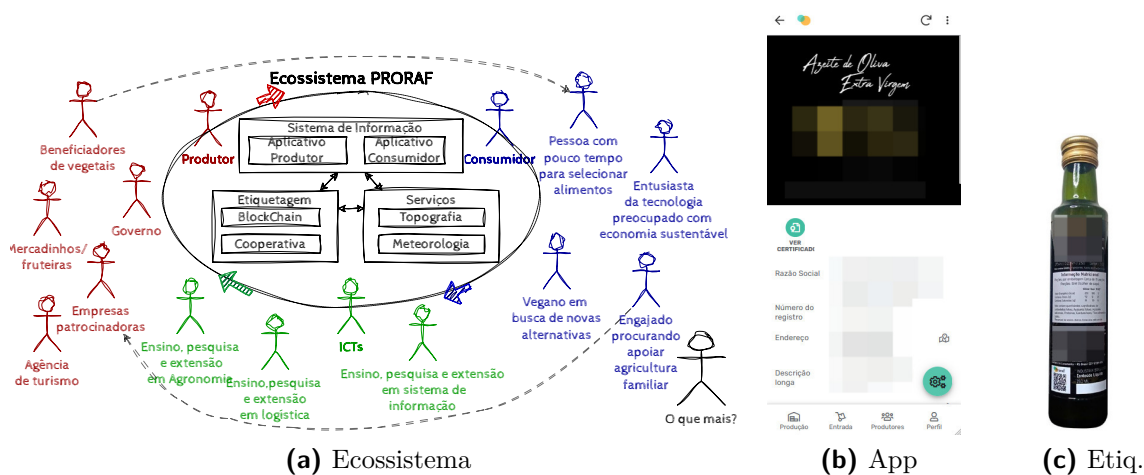 Ecossistema PRORAF
Sistema de Informação
Aplicativo
Produtor
Aplicativo
Consumidor
Produtor
Consumidor
Etiquetagem
BlockChain
Cooperativa
Serviços
Topografia
Meteorologia
Beneficiadores
de vegetais
Governo
Mercadinhos/
fruteiras
Empresas
patrocinadoras
Agência
de turismo
Ensino, pesquisa
e extensão
em Agronomia
Ensino,pesquisa
e extensão
em logística
ICTs
Ensino, pesquisa e extensão
em sistema de
informação
Pessoa com
pouco tempo
para selecionar
alimentos
Entusiasta
da tecnologia
preocupado com
economia sustentável
Vegano em
busca de novas
alternativas
Engajado
procurando
apoiar
agricultura
familiar
O que mais?
(a) Ecossistema
Azeite de Oliva
Extra Virgem
VER
CERTIFICADI
Razão Social
Número do
registro
Endereço
Descrição
longa
Produção
Entrada
Produtores
Perfil
(b) App
Informação Nutricional
(c) Etiq.